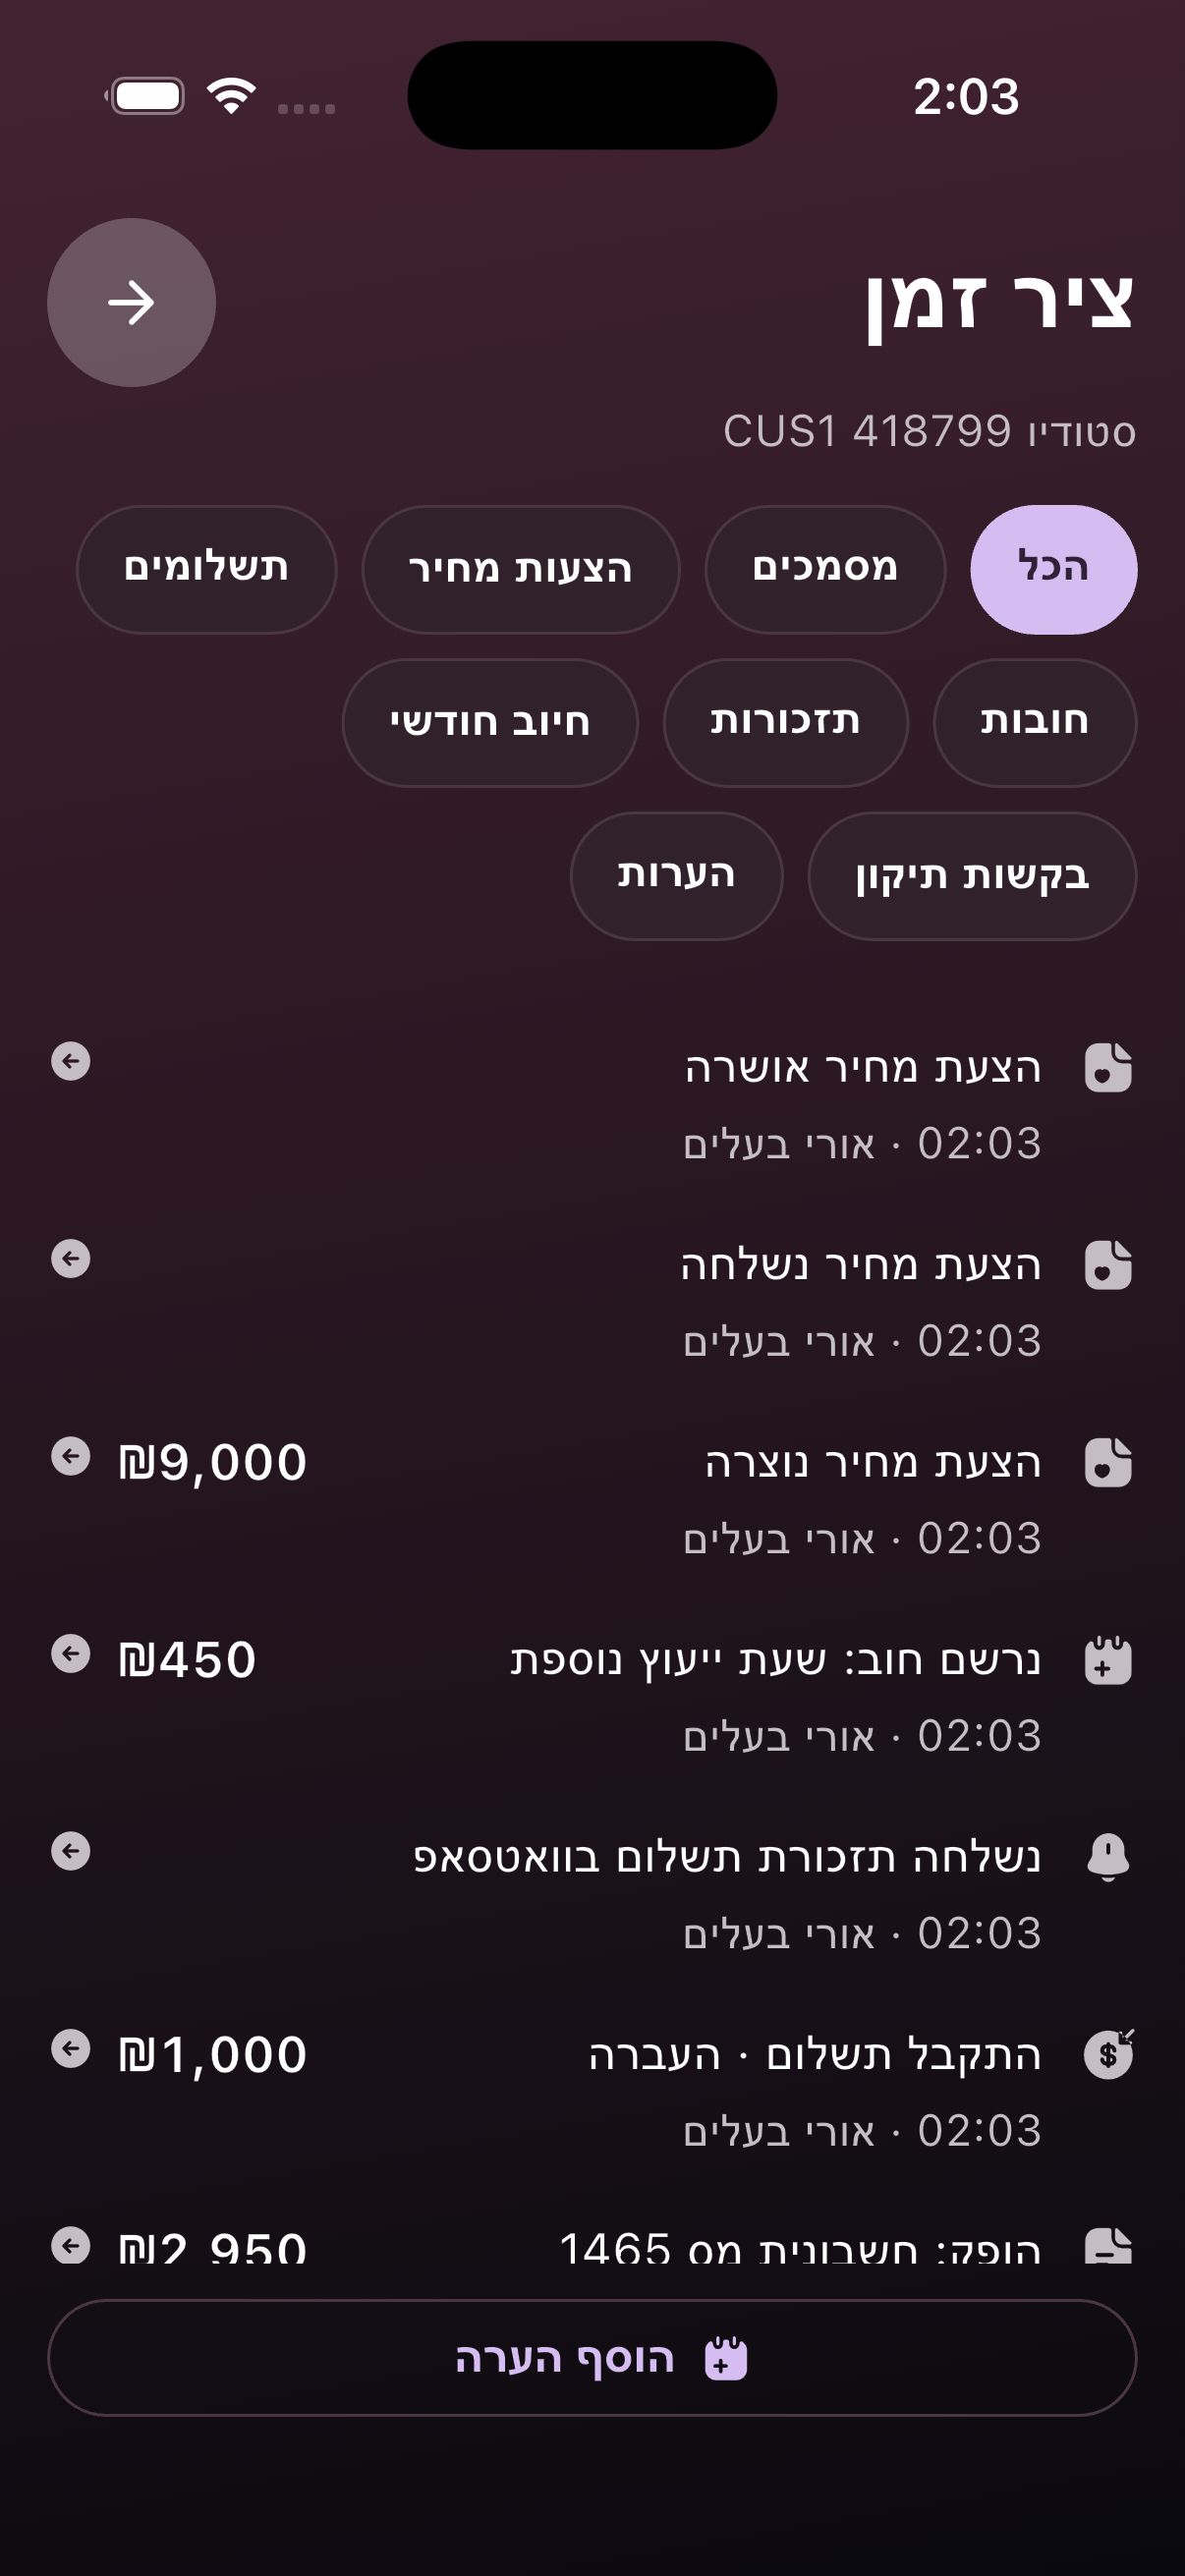 2:03
ציר זמן
סטודיו CUS1 418799
הכל מסמכים הצעות מחיר תשלומים
חובות תזכורות חיוב חודשי
בקשות תיקון הערות
הצעת מחיר אושרה
02:03 · אורי בעלים
הצעת מחיר נשלחה
02:03 · אורי בעלים
הצעת מחיר נוצרה ₪9,000
02:03 · אורי בעלים
נרשם חוב: שעת ייעוץ נוספת ₪450
02:03 · אורי בעלים
נשלחה תזכורת תשלום בוואטסאפ
02:03 · אורי בעלים
התקבל תשלום · העברה ₪1,000
02:03 · אורי בעלים
הופק: חשבונית מס 1465 ₪2,950
הוסף הערה